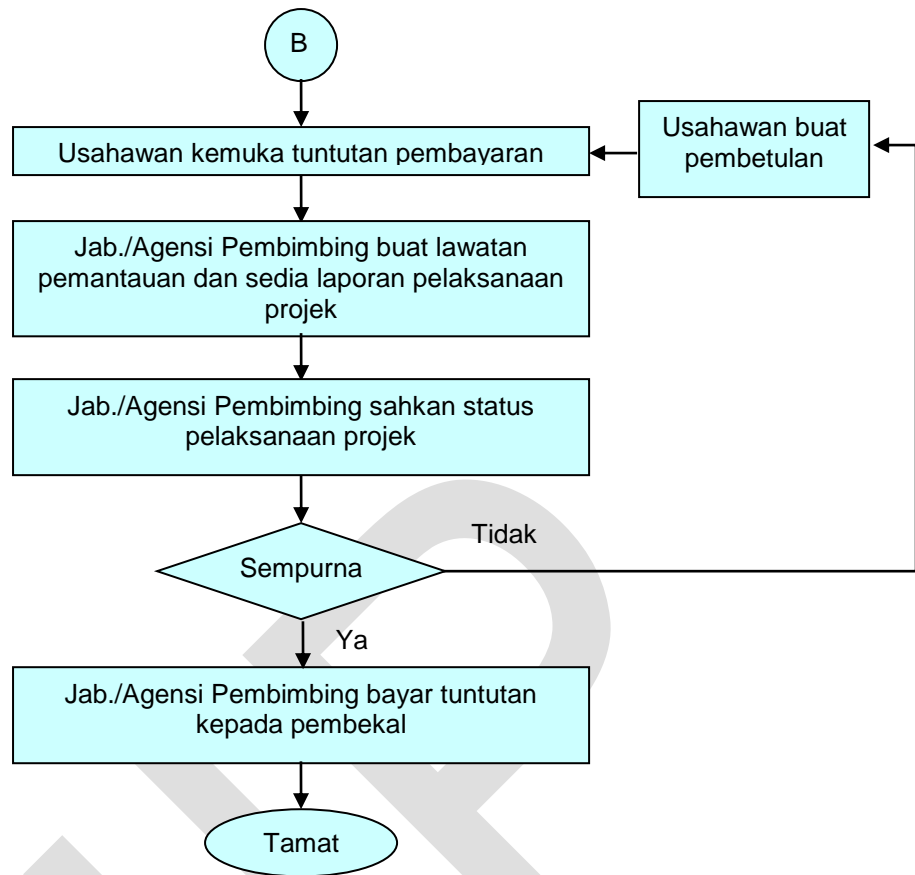 B
Usahawan kemuka tuntutan pembayaran
Usahawan buat
pembetulan
Jab./Agensi Pembimbing buat lawatan
pemantauan dan sedia laporan pelaksanaan
projek
Jab./Agensi Pembimbing sahkan status
pelaksanaan projek
Tidak
Sempurna
Ya
Jab./Agensi Pembimbing bayar tuntutan
kepada pembekal
Tamat